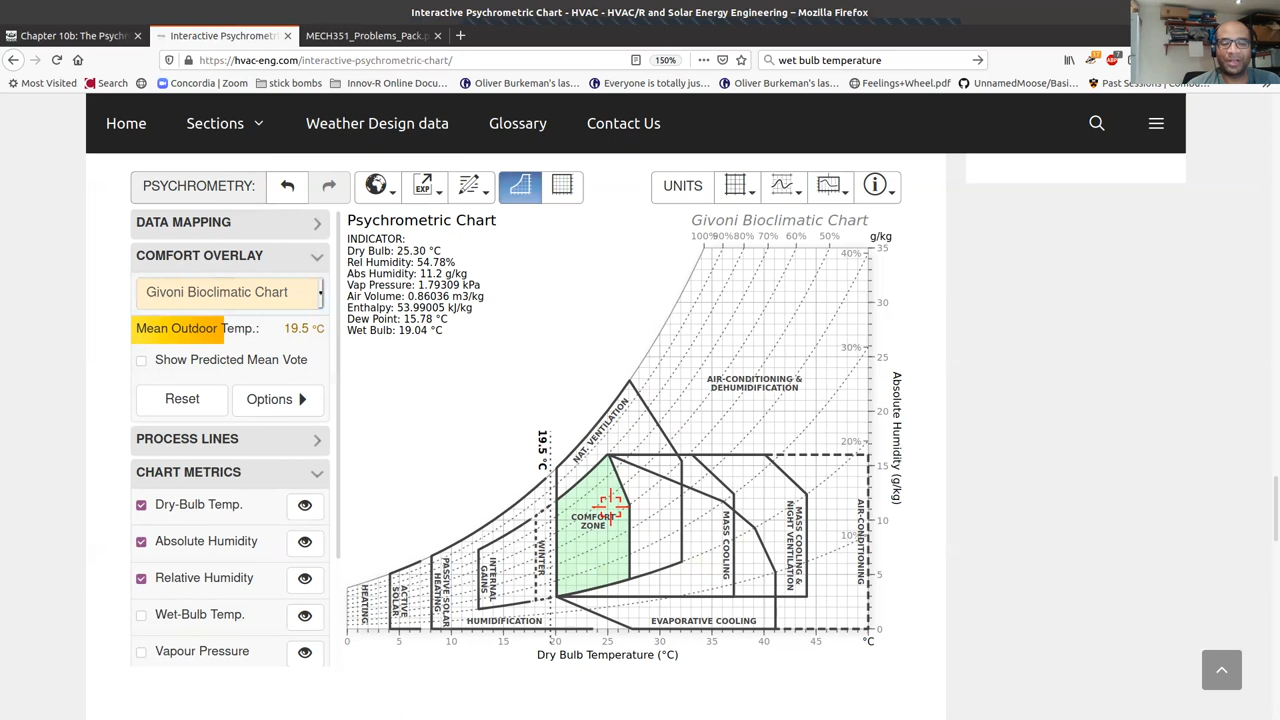 Interactive Psychrometric Chart - HVAC - HVAC/R and Solar Energy Engineering – Mozilla Firefox
Chapter 10b: The Psych
Interactive Psychrometri
MECH351_Problems_Pack.p
https://hvac-eng.com/interactive-psychrometric-chart/
150%
wet bulb temperature
Most Visited
Search
Concordia | Zoom
stick bombs
Innov-R Online Docu…
Oliver Burkeman's las…
Everyone is totally jus…
Oliver Burkeman's las…
Feelings+Wheel.pdf
UnnamedMoose/Basi…
Past Sessions | Comba…
Home
Sections
Weather Design data
Glossary
Contact Us
PSYCHROMETRY:
EXP
UNITS
DATA MAPPING
COMFORT OVERLAY
Givoni Bioclimatic Chart
Mean Outdoor Temp.: 19.5 °C
Show Predicted Mean Vote
Reset
Options
PROCESS LINES
CHART METRICS
Dry-Bulb Temp.
Absolute Humidity
Relative Humidity
Wet-Bulb Temp.
Vapour Pressure
Psychrometric Chart
Givoni Bioclimatic Chart
INDICATOR:
Dry Bulb: 25.30 °C
Rel Humidity: 54.78%
Abs Humidity: 11.2 g/kg
Vap Pressure: 1.79309 kPa
Air Volume: 0.86036 m3/kg
Enthalpy: 53.99005 kJ/kg
Dew Point: 15.78 °C
Wet Bulb: 19.04 °C
100% 90% 80% 70% 60% 50%
g/kg
40%
30%
20%
10%
35
30
25
20
15
10
5
0
Absolute Humidity (g/kg)
AIR-CONDITIONING &
DEHUMIDIFICATION
NAT. VENTILATION
19.5 °C
COMFORT
ZONE
WINTER
INTERNAL
GAINS
PASSIVE SOLAR
HEATING
ACTIVE
SOLAR
HEATING
MASS COOLING
MASS COOLING &
NIGHT VENTILATION
AIR-CONDITIONING
HUMIDIFICATION
EVAPORATIVE COOLING
0 5 10 15 20 25 30 35 40 45 °C
Dry Bulb Temperature (°C)